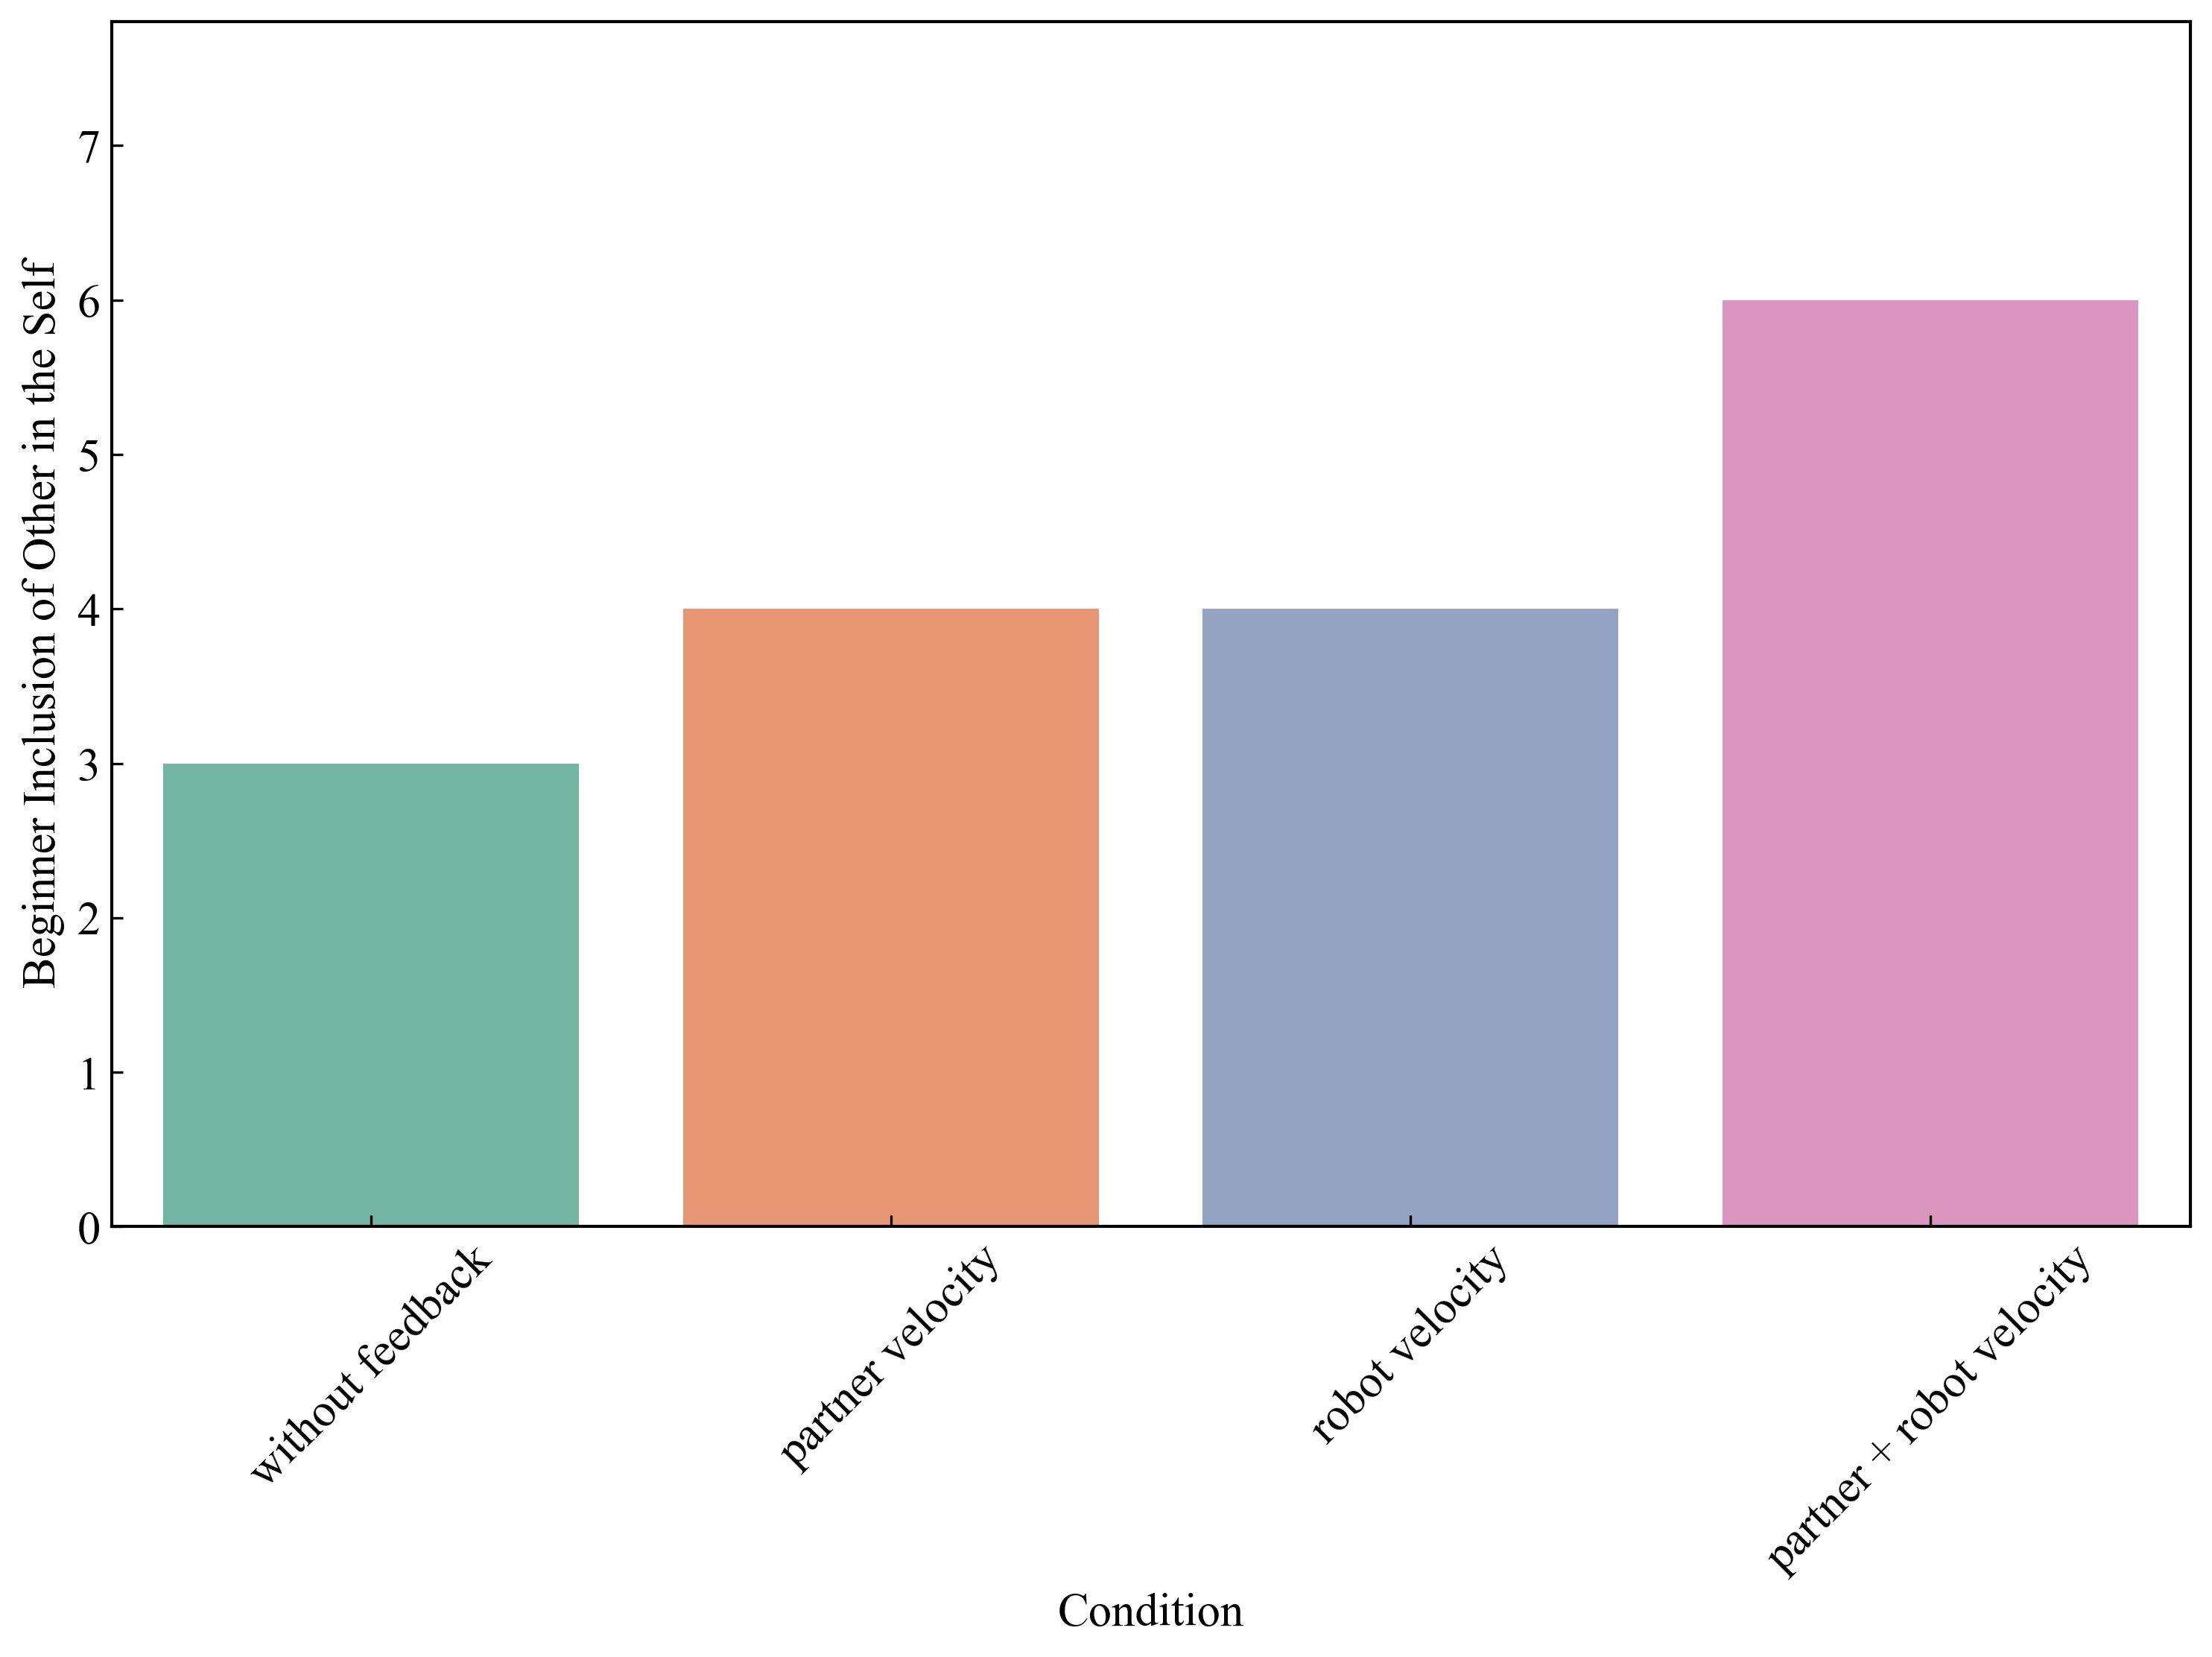 Beginner Inclusion of Other in the Self
7
6
5
4
3
2
1
0
without feedback
partner velocity
robot velocity
partner + robot velocity
Condition